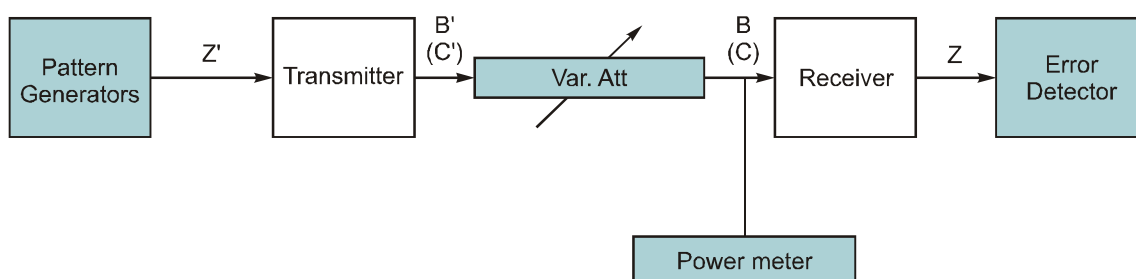 Pattern
Generators
Z'
Transmitter
B'
(C')
Var. Att
B
(C)
Receiver
Z
Error
Detector
Power meter